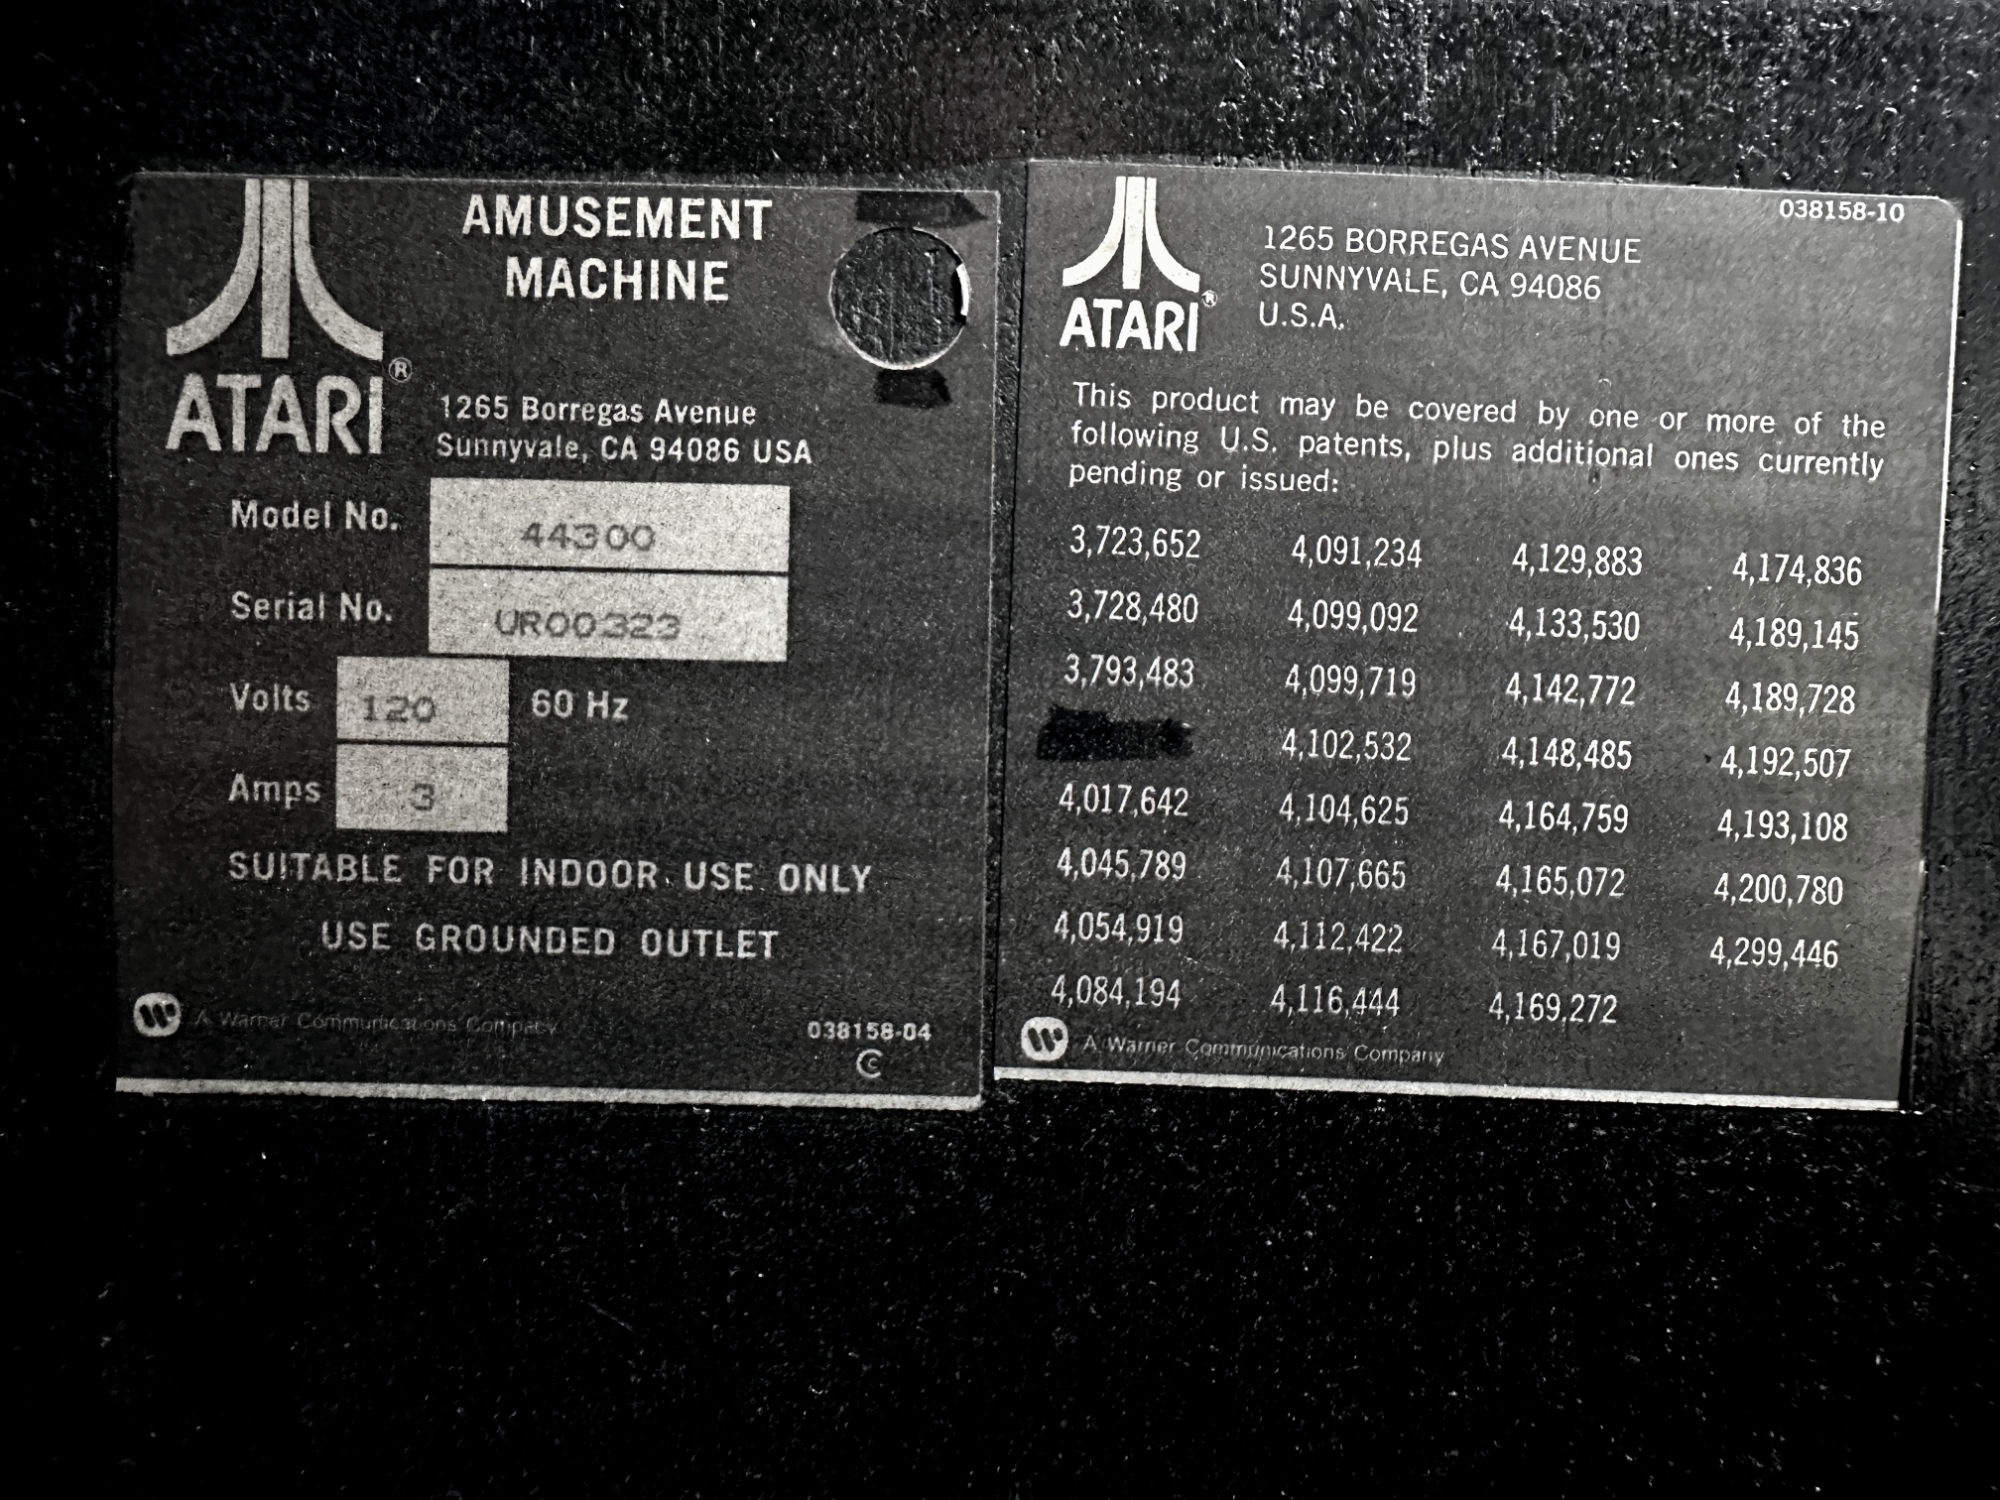 AMUSEMENT
MACHINE
ATARI®
1265 Borregas Avenue
Sunnyvale, CA 94086 USA
Model No. 44300
Serial No. UR00323
Volts 120 60 Hz
Amps 3
SUITABLE FOR INDOOR USE ONLY
USE GROUNDED OUTLET
A Warner Communications Company
038158-04
C
038158-10
ATARI®
1265 BORREGAS AVENUE
SUNNYVALE, CA 94086
U.S.A.
This product may be covered by one or more of the
following U.S. patents, plus additional ones currently
pending or issued:
3,723,652 4,091,234 4,129,883 4,174,836
3,728,480 4,099,092 4,133,530 4,189,145
3,793,483 4,099,719 4,142,772 4,189,728
4,102,532 4,148,485 4,192,507
4,017,642 4,104,625 4,164,759 4,193,108
4,045,789 4,107,665 4,165,072 4,200,780
4,054,919 4,112,422 4,167,019 4,299,446
4,084,194 4,116,444 4,169,272
A Warner Communications Company